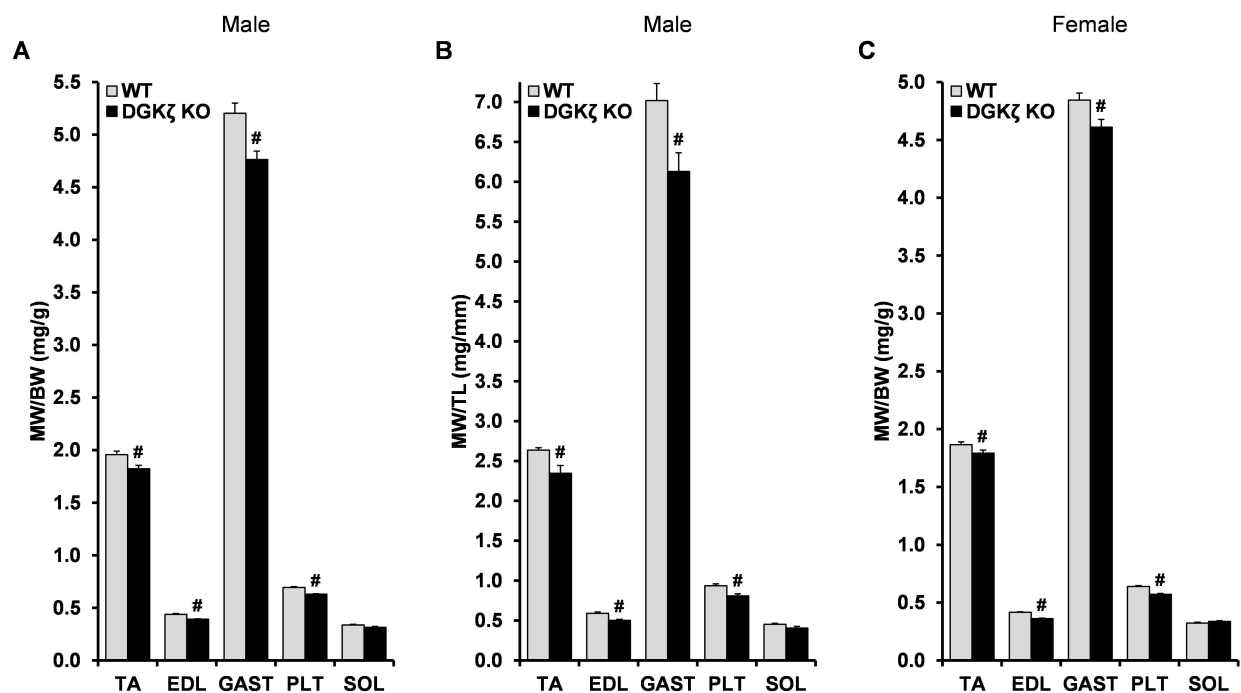 Male
A
WT
DGKζ KO
5.5
5.0
4.5
4.0
3.5
3.0
2.5
2.0
1.5
1.0
0.5
0.0
MW/BW (mg/g)
#
#
#
#
TA EDL GAST PLT SOL
Male
B
WT
DGKζ KO
7.0
6.5
6.0
5.5
5.0
4.5
4.0
3.5
3.0
2.5
2.0
1.5
1.0
0.5
0.0
MW/TL (mg/mm)
#
#
#
#
TA EDL GAST PLT SOL
Female
C
WT
DGKζ KO
5.0
4.5
4.0
3.5
3.0
2.5
2.0
1.5
1.0
0.5
0.0
MW/BW (mg/g)
#
#
#
#
TA EDL GAST PLT SOL